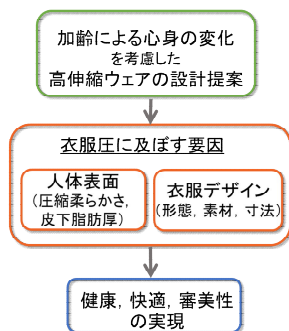 加齢による心身の変化
を考慮した
高伸縮ウェアの設計提案
衣服圧に及ぼす要因
人体表面
(圧縮柔らかさ,
皮下脂肪厚)
衣服デザイン
(形態, 素材, 寸法)
健康, 快適, 審美性
の実現